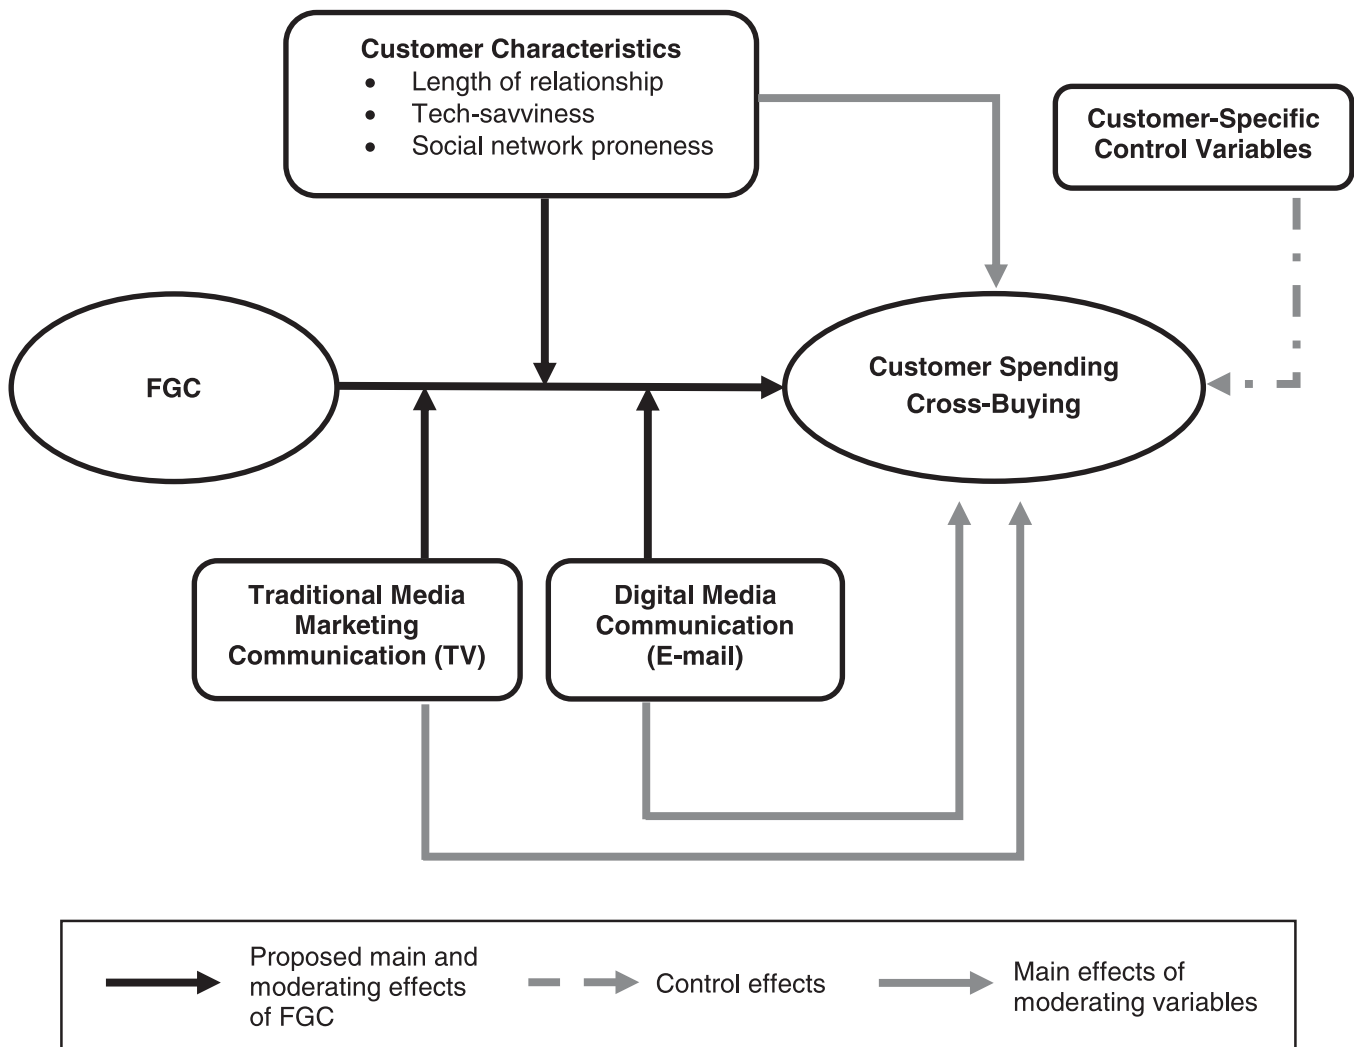 Customer Characteristics
• Length of relationship
• Tech-savviness
• Social network proneness
Customer-Specific
Control Variables
FGC
Customer Spending
Cross-Buying
Traditional Media
Marketing
Communication (TV)
Digital Media
Communication
(E-mail)
Proposed main and
moderating effects
of FGC
Control effects
Main effects of
moderating variables